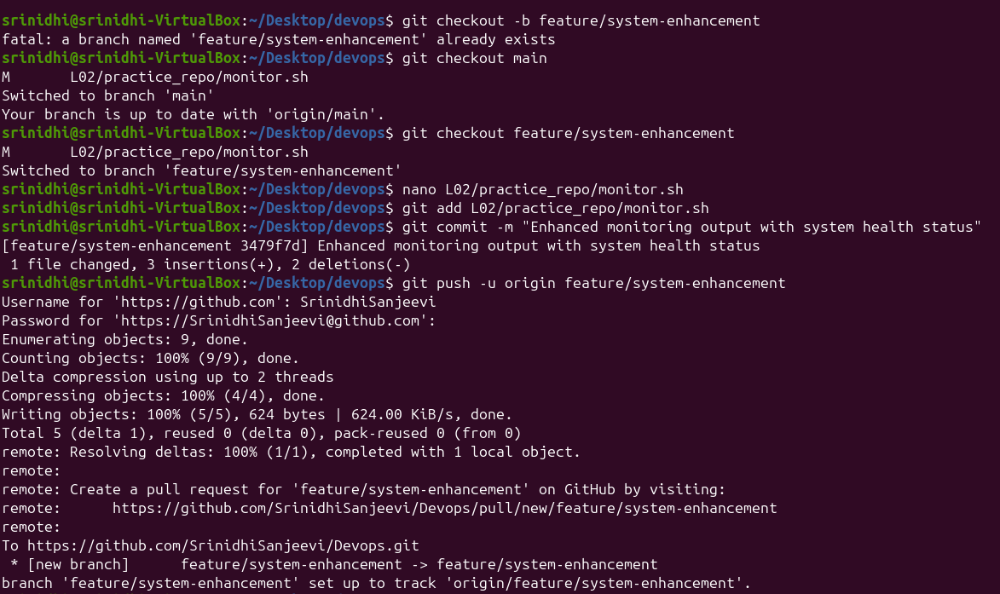 srinidhi@srinidhi-VirtualBox:~/Desktop/devops$ git checkout -b feature/system-enhancement
fatal: a branch named 'feature/system-enhancement' already exists
srinidhi@srinidhi-VirtualBox:~/Desktop/devops$ git checkout main
M       L02/practice_repo/monitor.sh
Switched to branch 'main'
Your branch is up to date with 'origin/main'.
srinidhi@srinidhi-VirtualBox:~/Desktop/devops$ git checkout feature/system-enhancement
M       L02/practice_repo/monitor.sh
Switched to branch 'feature/system-enhancement'
srinidhi@srinidhi-VirtualBox:~/Desktop/devops$ nano L02/practice_repo/monitor.sh
srinidhi@srinidhi-VirtualBox:~/Desktop/devops$ git add L02/practice_repo/monitor.sh
srinidhi@srinidhi-VirtualBox:~/Desktop/devops$ git commit -m "Enhanced monitoring output with system health status"
[feature/system-enhancement 3479f7d] Enhanced monitoring output with system health status
 1 file changed, 3 insertions(+), 2 deletions(-)
srinidhi@srinidhi-VirtualBox:~/Desktop/devops$ git push -u origin feature/system-enhancement
Username for 'https://github.com': SrinidhiSanjeevi
Password for 'https://SrinidhiSanjeevi@github.com':
Enumerating objects: 9, done.
Counting objects: 100% (9/9), done.
Delta compression using up to 2 threads
Compressing objects: 100% (4/4), done.
Writing objects: 100% (5/5), 624 bytes | 624.00 KiB/s, done.
Total 5 (delta 1), reused 0 (delta 0), pack-reused 0 (from 0)
remote: Resolving deltas: 100% (1/1), completed with 1 local object.
remote:
remote: Create a pull request for 'feature/system-enhancement' on GitHub by visiting:
remote:      https://github.com/SrinidhiSanjeevi/Devops/pull/new/feature/system-enhancement
remote:
To https://github.com/SrinidhiSanjeevi/Devops.git
 * [new branch]      feature/system-enhancement -> feature/system-enhancement
branch 'feature/system-enhancement' set up to track 'origin/feature/system-enhancement'.